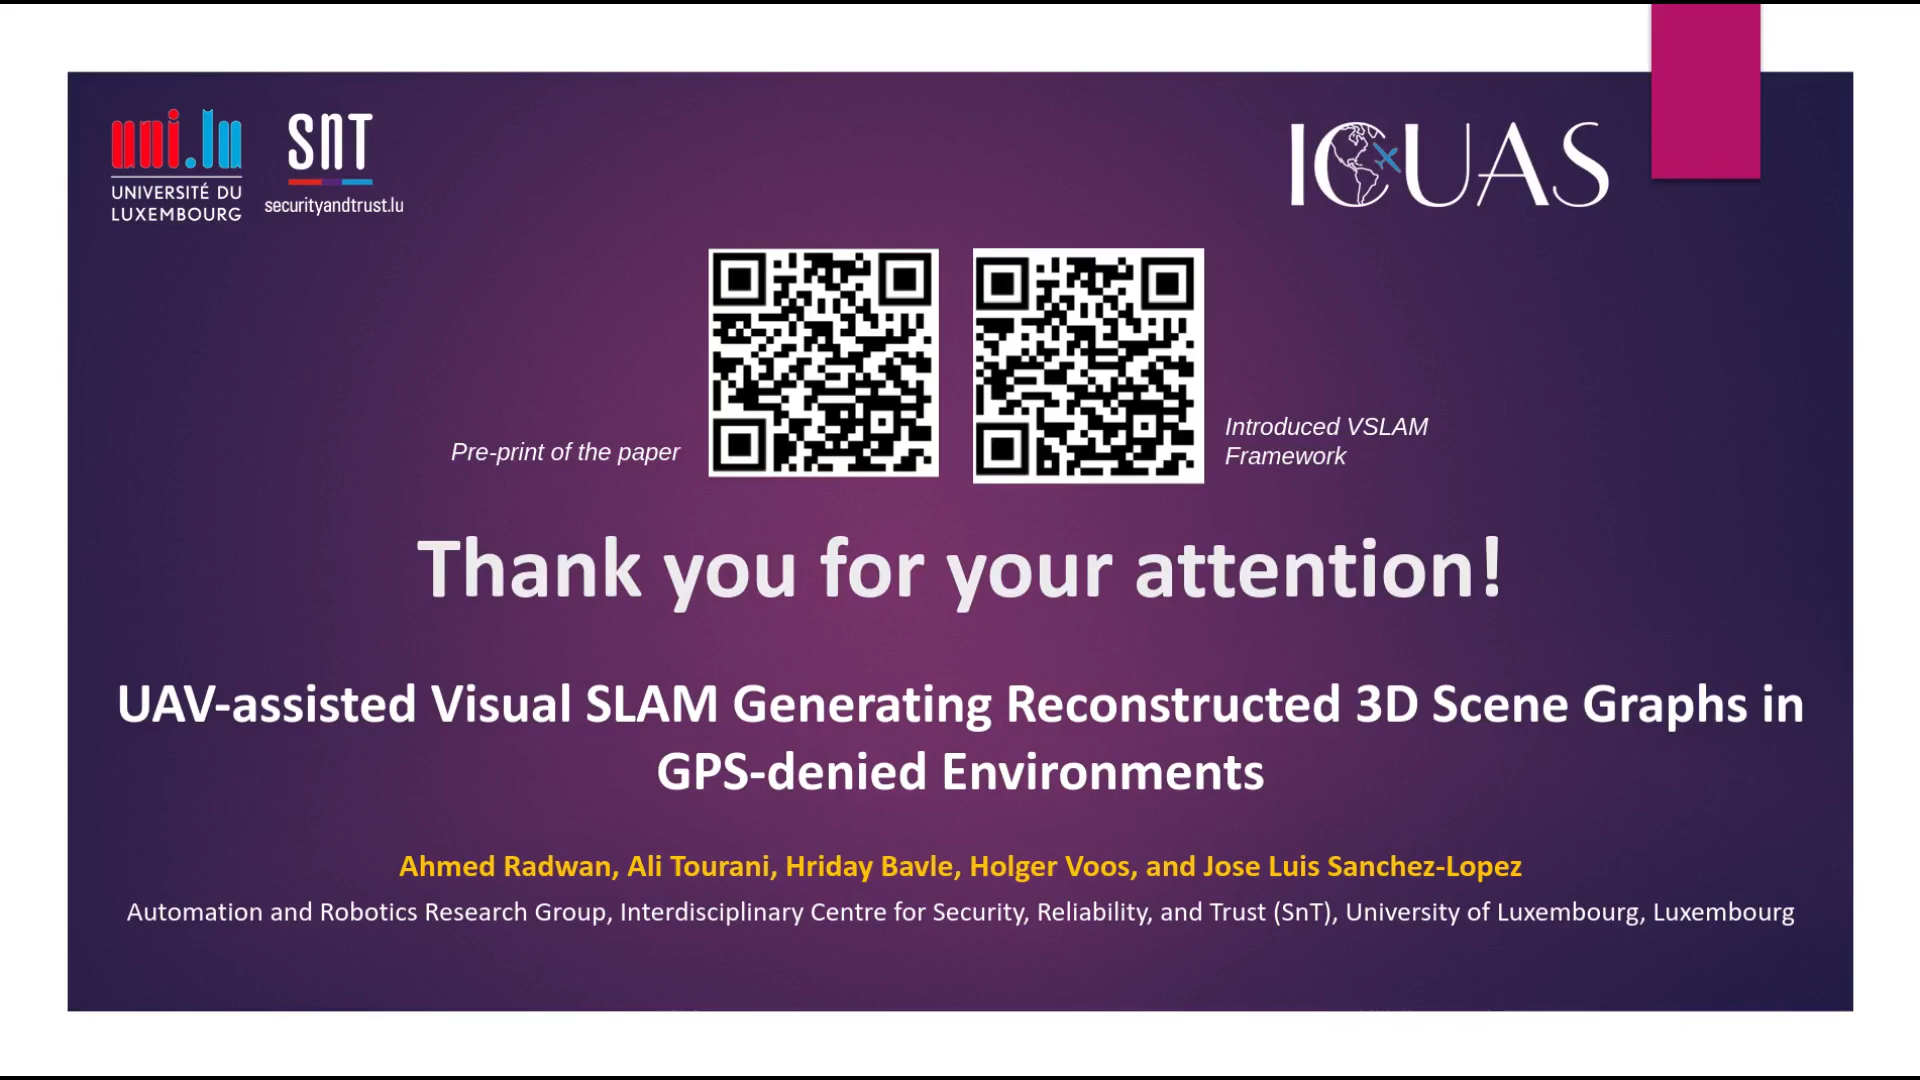 uni.lu
UNIVERSITÉ DU
LUXEMBOURG
SNT
securityandtrust.lu
ICUAS
Pre-print of the paper
Introduced VSLAM
Framework
Thank you for your attention!
UAV-assisted Visual SLAM Generating Reconstructed 3D Scene Graphs in
GPS-denied Environments
Ahmed Radwan, Ali Tourani, Hriday Bavle, Holger Voos, and Jose Luis Sanchez-Lopez
Automation and Robotics Research Group, Interdisciplinary Centre for Security, Reliability, and Trust (SnT), University of Luxembourg, Luxembourg